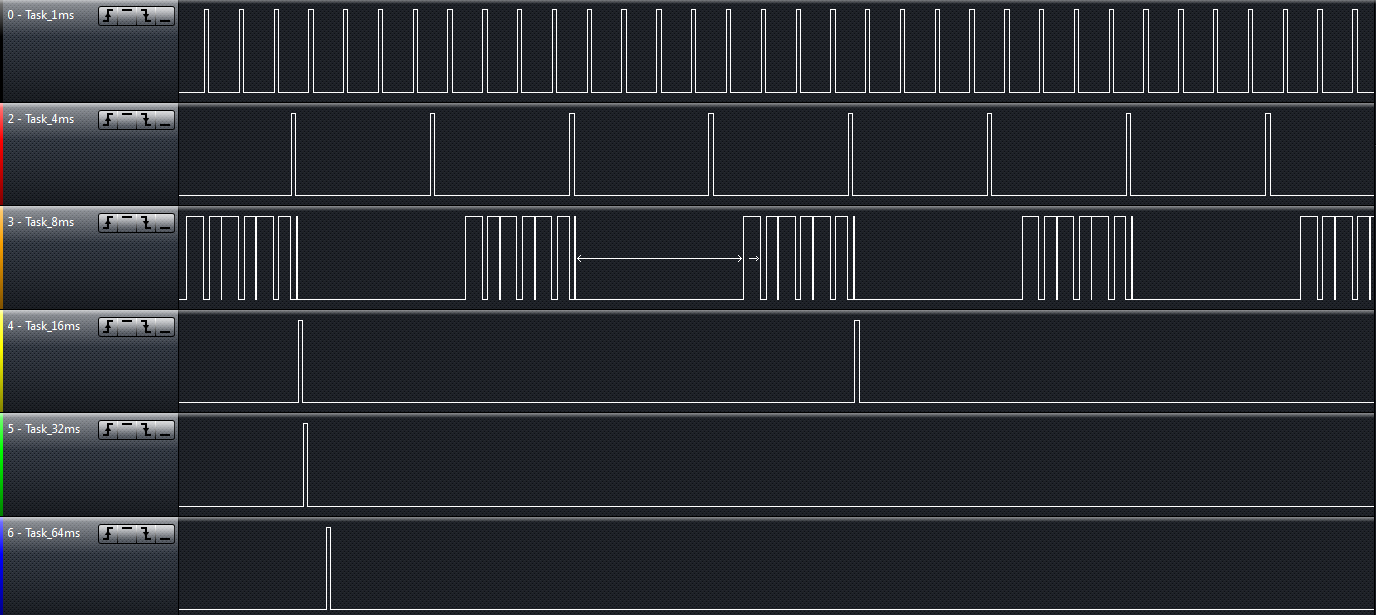 0 - Task_1ms
2 - Task_4ms
3 - Task_8ms
4 - Task_16ms
5 - Task_32ms
6 - Task_64ms